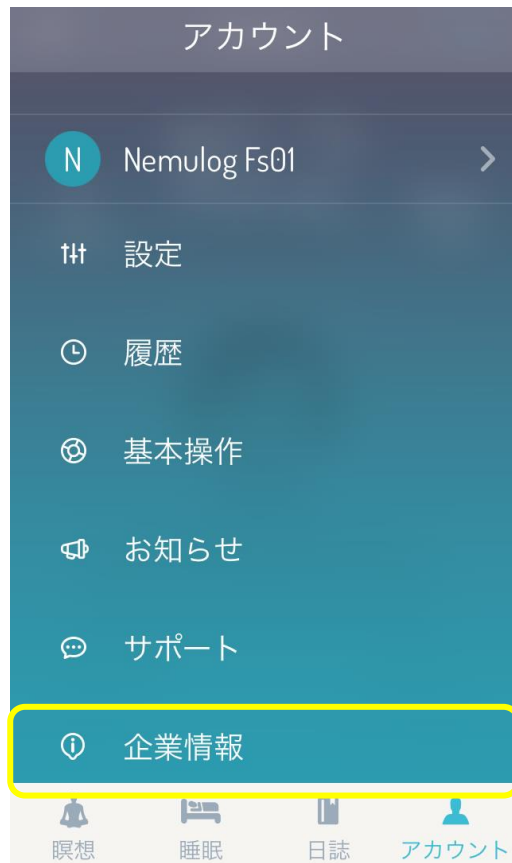 アカウント
N Nemulog Fs01
設定
履歴
基本操作
お知らせ
サポート
企業情報
瞑想 睡眠 日誌 アカウント